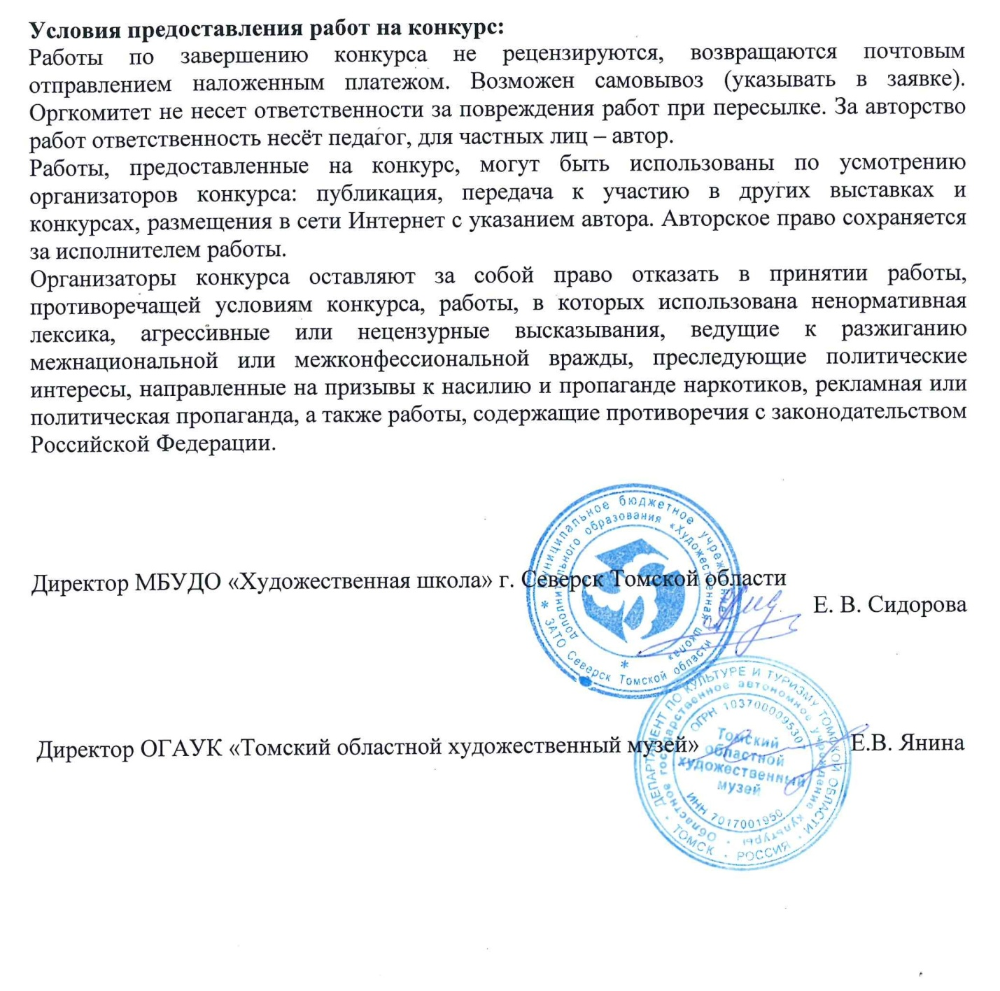 Условия предоставления работ на конкурс:
Работы по завершению конкурса не рецензируются, возвращаются почтовым
отправлением наложенным платежом. Возможен самовывоз (указывать в заявке).
Оргкомитет не несет ответственности за повреждения работ при пересылке. За авторство
работ ответственность несёт педагог, для частных лиц – автор.
Работы, предоставленные на конкурс, могут быть использованы по усмотрению
организаторов конкурса: публикация, передача к участию в других выставках и
конкурсах, размещения в сети Интернет с указанием автора. Авторское право сохраняется
за исполнителем работы.
Организаторы конкурса оставляют за собой право отказать в принятии работы,
противоречащей условиям конкурса, работы, в которых использована ненормативная
лексика, агрессивные или нецензурные высказывания, ведущие к разжиганию
межнациональной или межконфессиональной вражды, преследующие политические
интересы, направленные на призывы к насилию и пропаганде наркотиков, рекламная или
политическая пропаганда, а также работы, содержащие противоречия с законодательством
Российской Федерации.
Муниципальное бюджетное учреждение
дополнительного образования «Художественная школа»
ЗАТО Северск Томской области
Директор МБУДО «Художественная школа» г. Северск Томской области
Е. В. Сидорова
ДЕПАРТАМЕНТ ПО КУЛЬТУРЕ И ТУРИЗМУ ТОМСКОЙ ОБЛАСТИ
Областное государственное автономное учреждение культуры
ОГРН 1037000095301
Томский
областной
художественный
музей
ИНН 7017001950
ТОМСК · РОССИЯ
Директор ОГАУК «Томский областной художественный музей»
Е.В. Янина